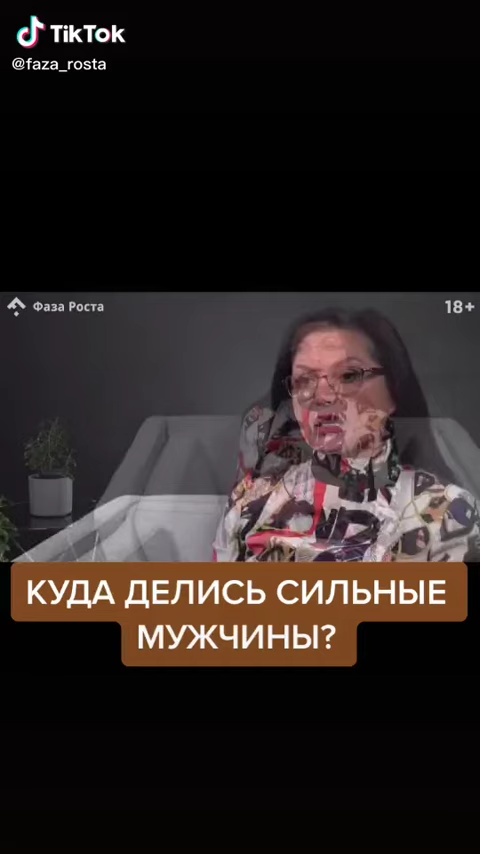 TikTok
@faza_rosta
Фаза Роста
18+
КУДА ДЕЛИСЬ СИЛЬНЫЕ
МУЖЧИНЫ?